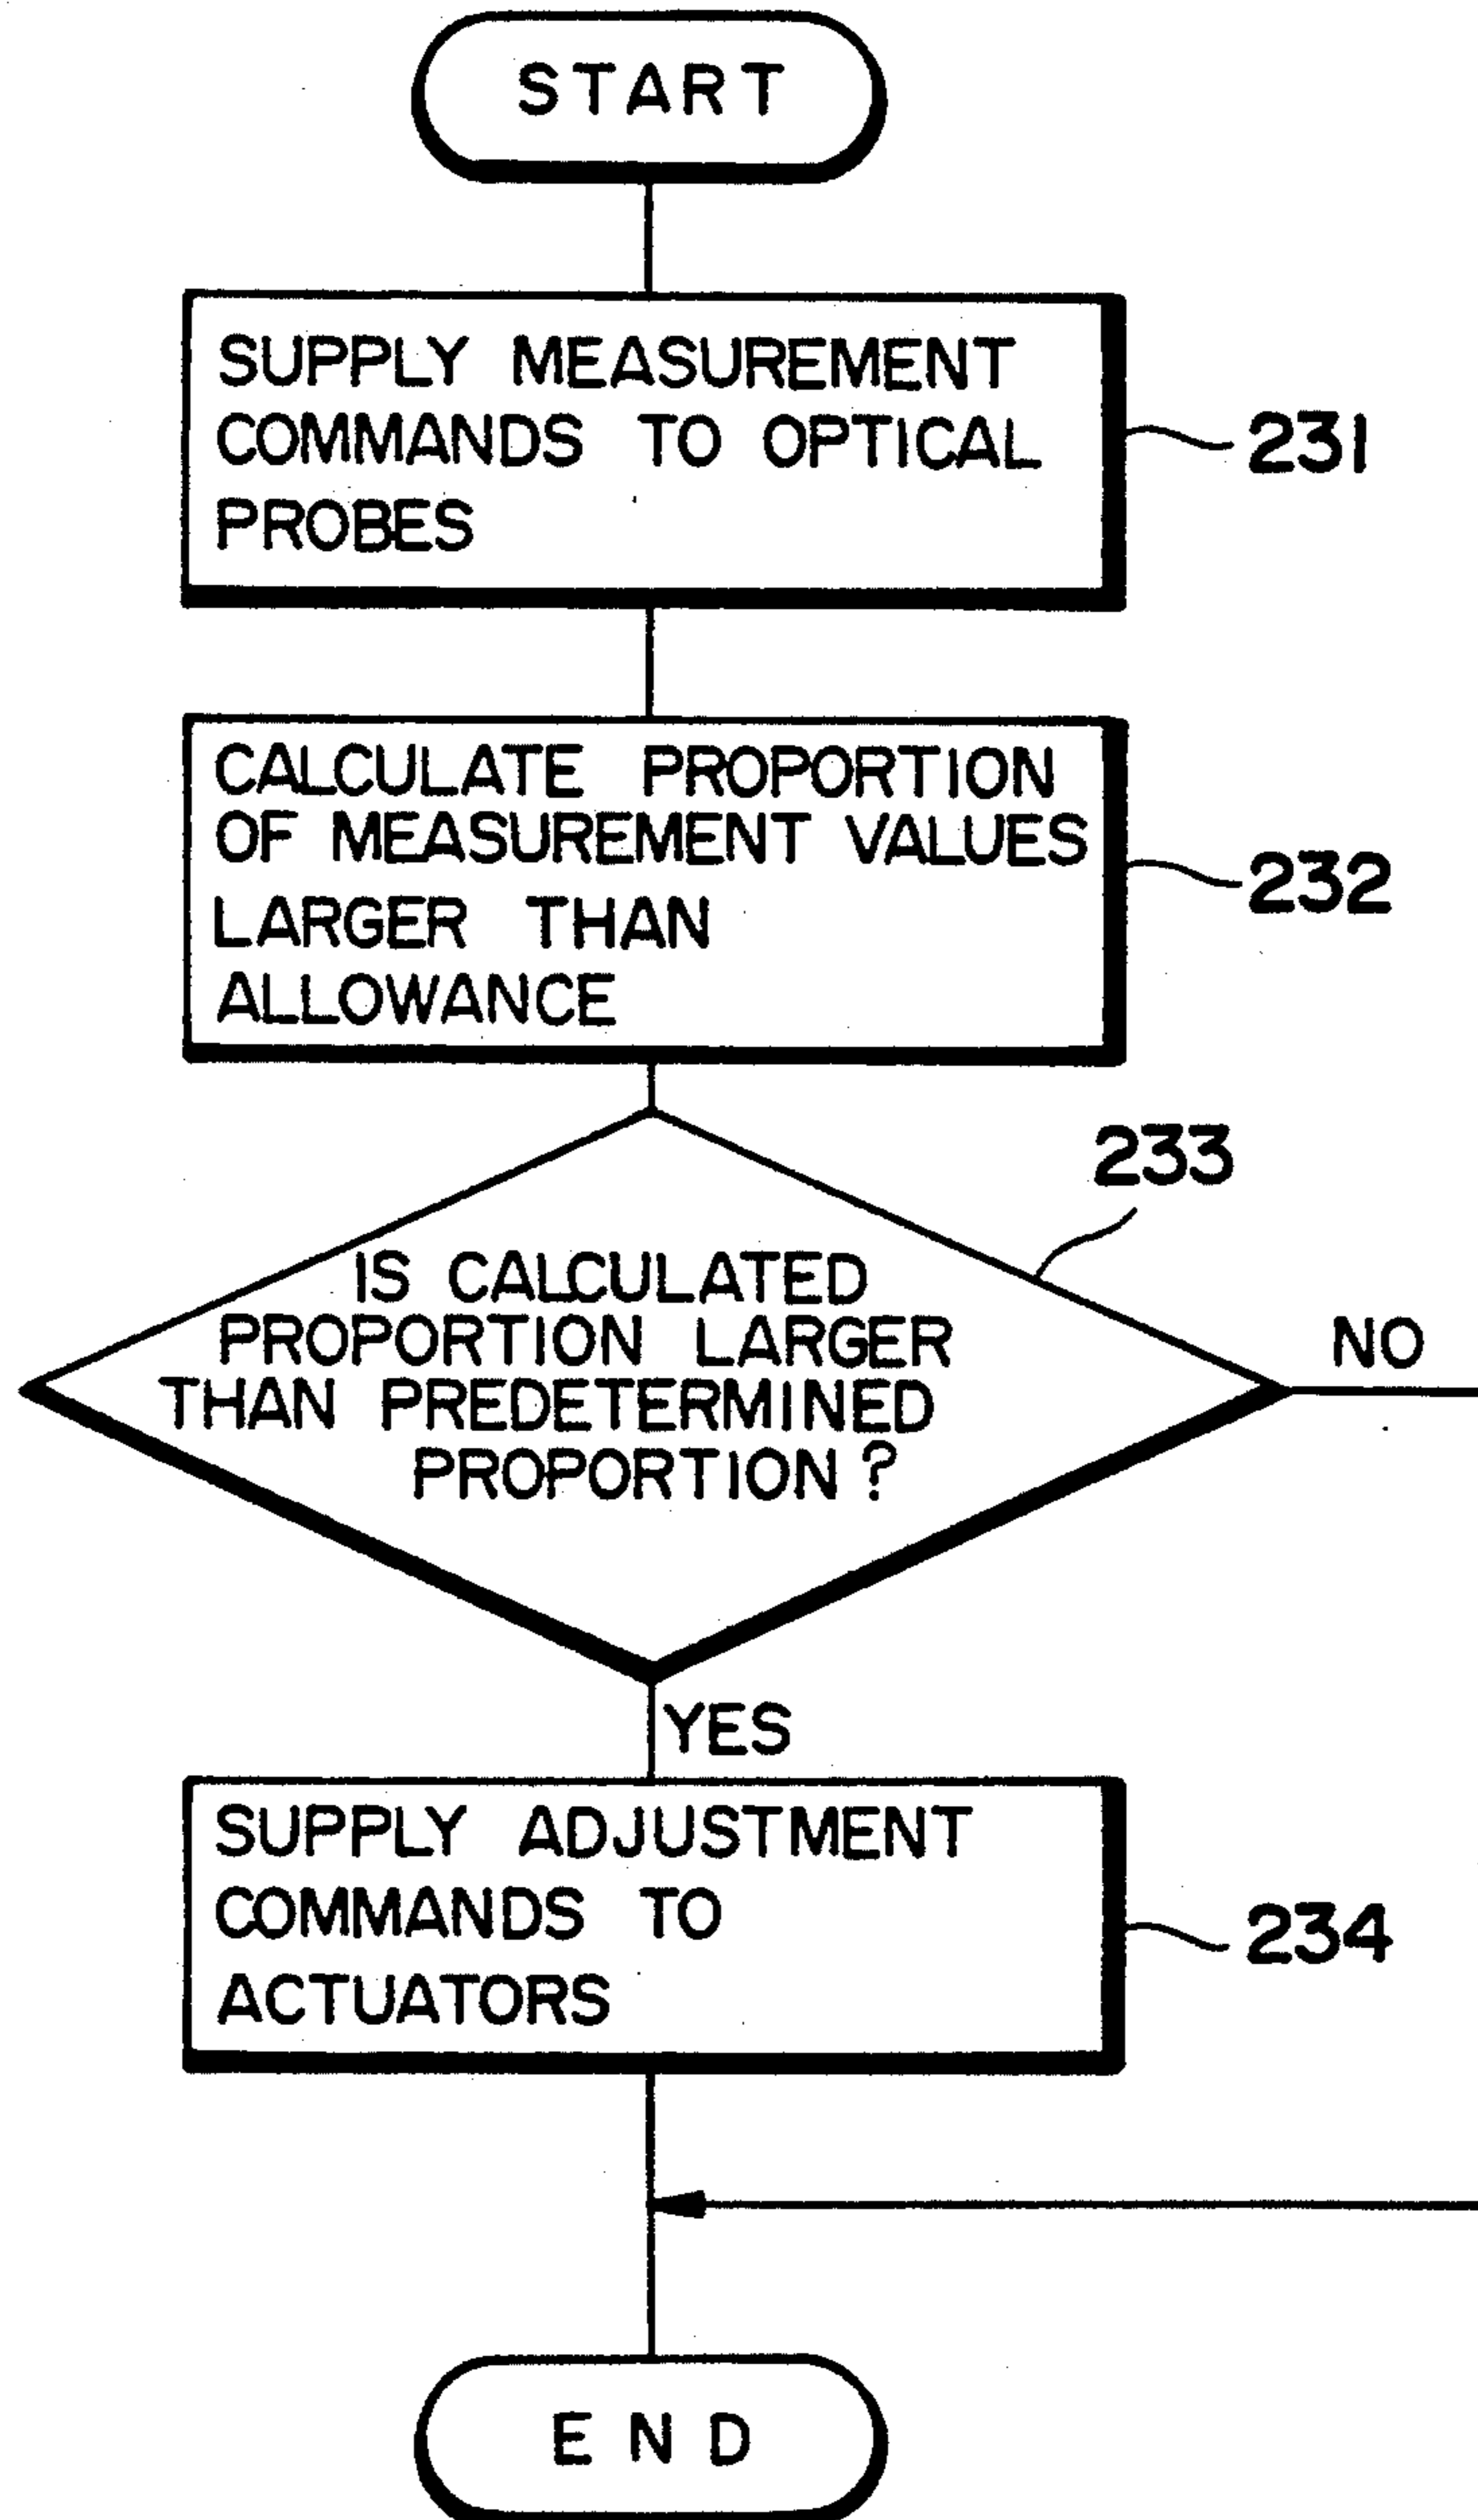 START
SUPPLY MEASUREMENT
COMMANDS TO OPTICAL
PROBES
231
CALCULATE PROPORTION
OF MEASUREMENT VALUES
LARGER THAN
ALLOWANCE
232
233
IS CALCULATED
PROPORTION LARGER
THAN PREDETERMINED
PROPORTION ?
NO
YES
SUPPLY ADJUSTMENT
COMMANDS TO
ACTUATORS
234
END